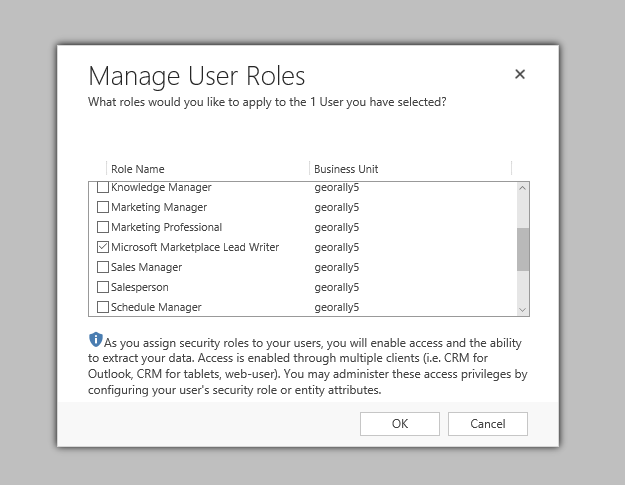 Manage User Roles
What roles would you like to apply to the 1 User you have selected?
Role Name Business Unit
Knowledge Manager georally5
Marketing Manager georally5
Marketing Professional georally5
Microsoft Marketplace Lead Writer georally5
Sales Manager georally5
Salesperson georally5
Schedule Manager georally5
As you assign security roles to your users, you will enable access and the ability
to extract your data. Access is enabled through multiple clients (i.e. CRM for
Outlook, CRM for tablets, web-user). You may administer these access privileges by
configuring your user's security role or entity attributes.
OK Cancel